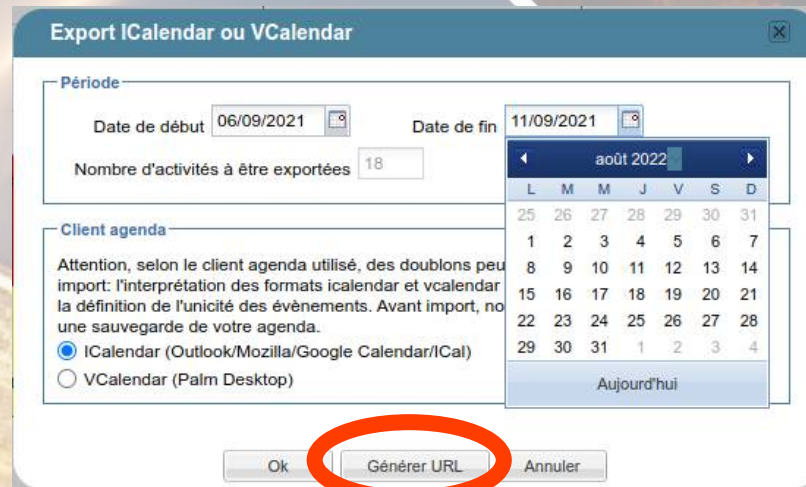 Export ICalendar ou VCalendar
Période
Date de début 06/09/2021 Date de fin 11/09/2021
Nombre d'activités à être exportées 18
août 2022
L M M J V S D
25 26 27 28 29 30 31
1 2 3 4 5 6 7
8 9 10 11 12 13 14
15 16 17 18 19 20 21
22 23 24 25 26 27 28
29 30 31 1 2 3 4
Aujourd'hui
Client agenda
Attention, selon le client agenda utilisé, des doublons peu
import: l'interprétation des formats icalendar et vcalendar
la définition de l'unicité des évènements. Avant import, no
une sauvegarde de votre agenda.
ICalendar (Outlook/Mozilla/Google Calendar/ICal)
VCalendar (Palm Desktop)
Ok Générer URL Annuler